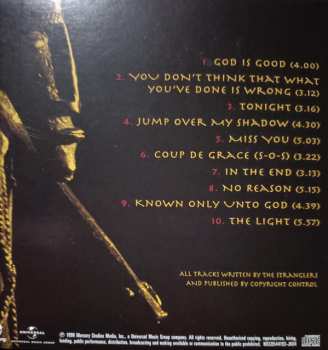 1. GOD IS GOOD (4.00)
2. YOU DON'T THINK THAT WHAT
YOU'VE DONE IS WRONG (3.12)
3. TONIGHT (3.16)
4. JUMP OVER MY SHADOW (4.30)
5. MISS YOU (5.03)
6. COUP DE GRACE (S-O-S) (3.22)
7. IN THE END (3.13)
8. NO REASON (3.15)
9. KNOWN ONLY UNTO GOD (4.39)
10. THE LIGHT (5.57)
ALL TRACKS WRITTEN BY THE STRANGLERS
AND PUBLISHED BY COPYRIGHT CONTROL
UNIVERSAL